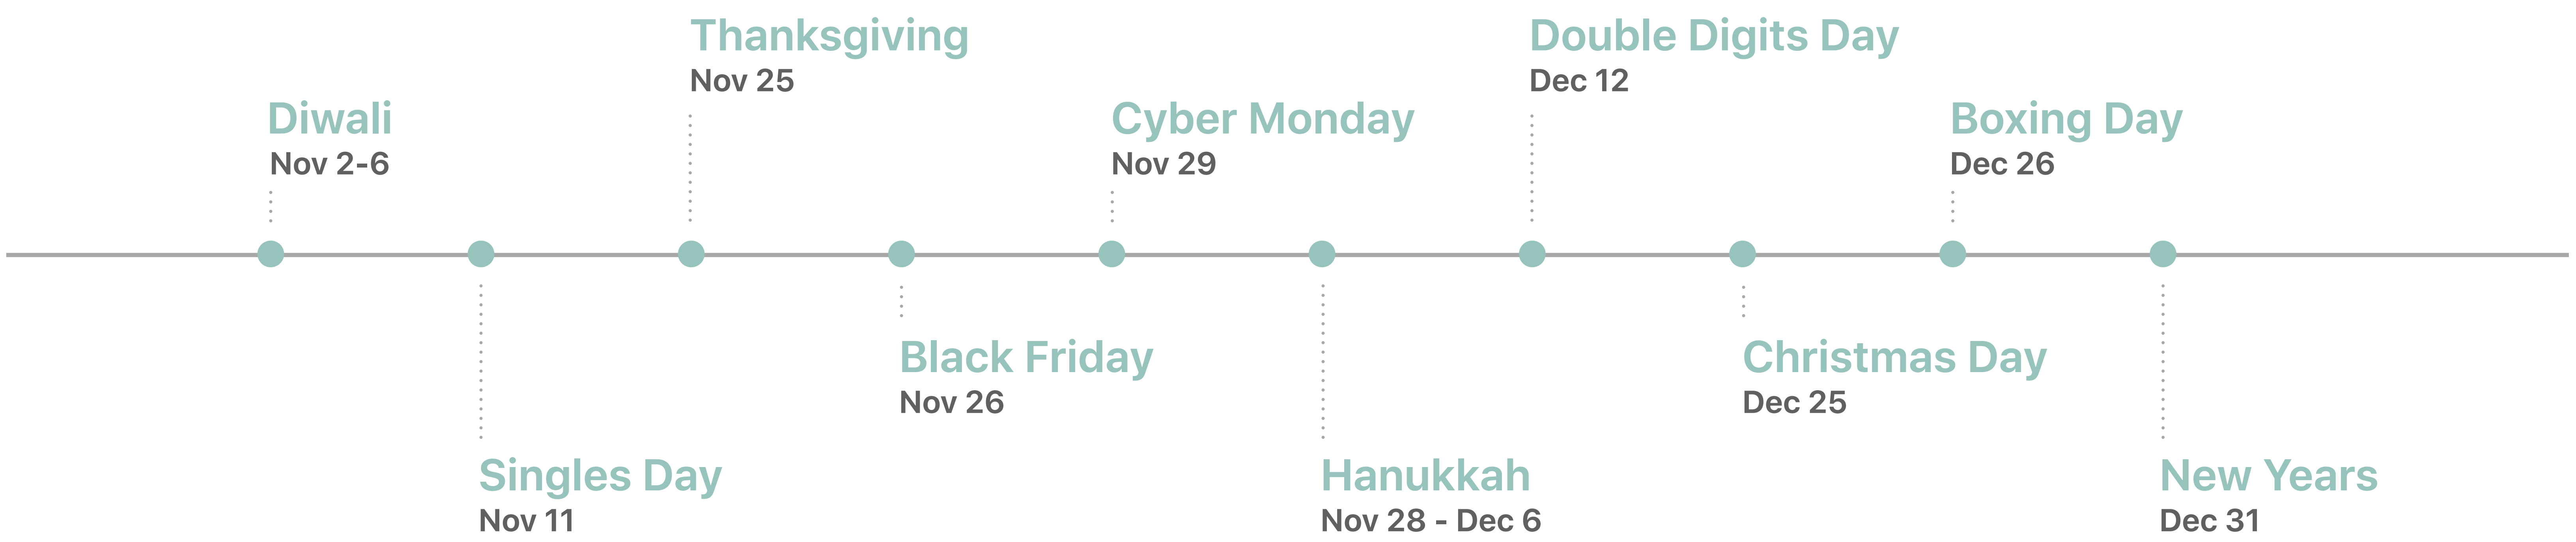 Diwali
Nov 2-6
Singles Day
Nov 11
Thanksgiving
Nov 25
Black Friday
Nov 26
Cyber Monday
Nov 29
Hanukkah
Nov 28 - Dec 6
Double Digits Day
Dec 12
Christmas Day
Dec 25
Boxing Day
Dec 26
New Years
Dec 31